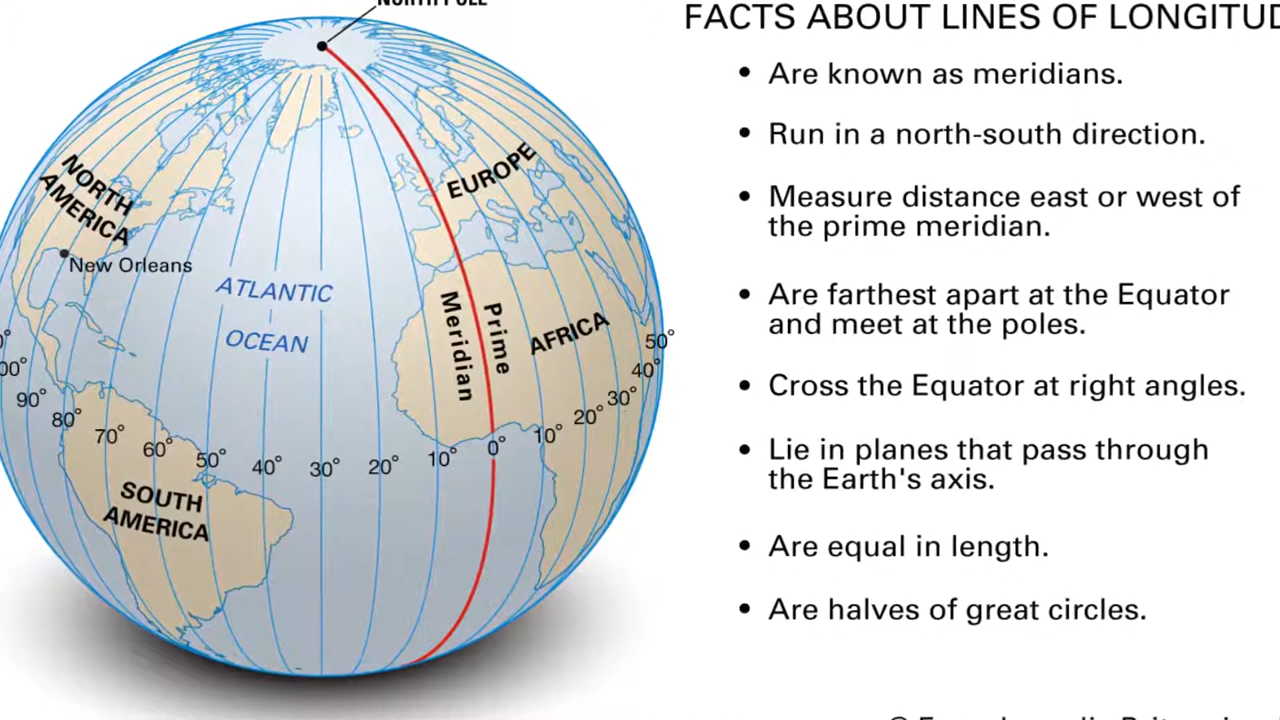 NORTH POLE
FACTS ABOUT LINES OF LONGITUD
• Are known as meridians.
• Run in a north-south direction.
• Measure distance east or west of
the prime meridian.
• Are farthest apart at the Equator
and meet at the poles.
• Cross the Equator at right angles.
• Lie in planes that pass through
the Earth's axis.
• Are equal in length.
• Are halves of great circles.
NORTH
AMERICA
EUROPE
New Orleans
ATLANTIC
OCEAN
Prime
Meridian
AFRICA
90° 80° 70° 60° 50° 40° 30° 20° 10° 0° 10° 20° 30° 40° 50°
SOUTH
AMERICA